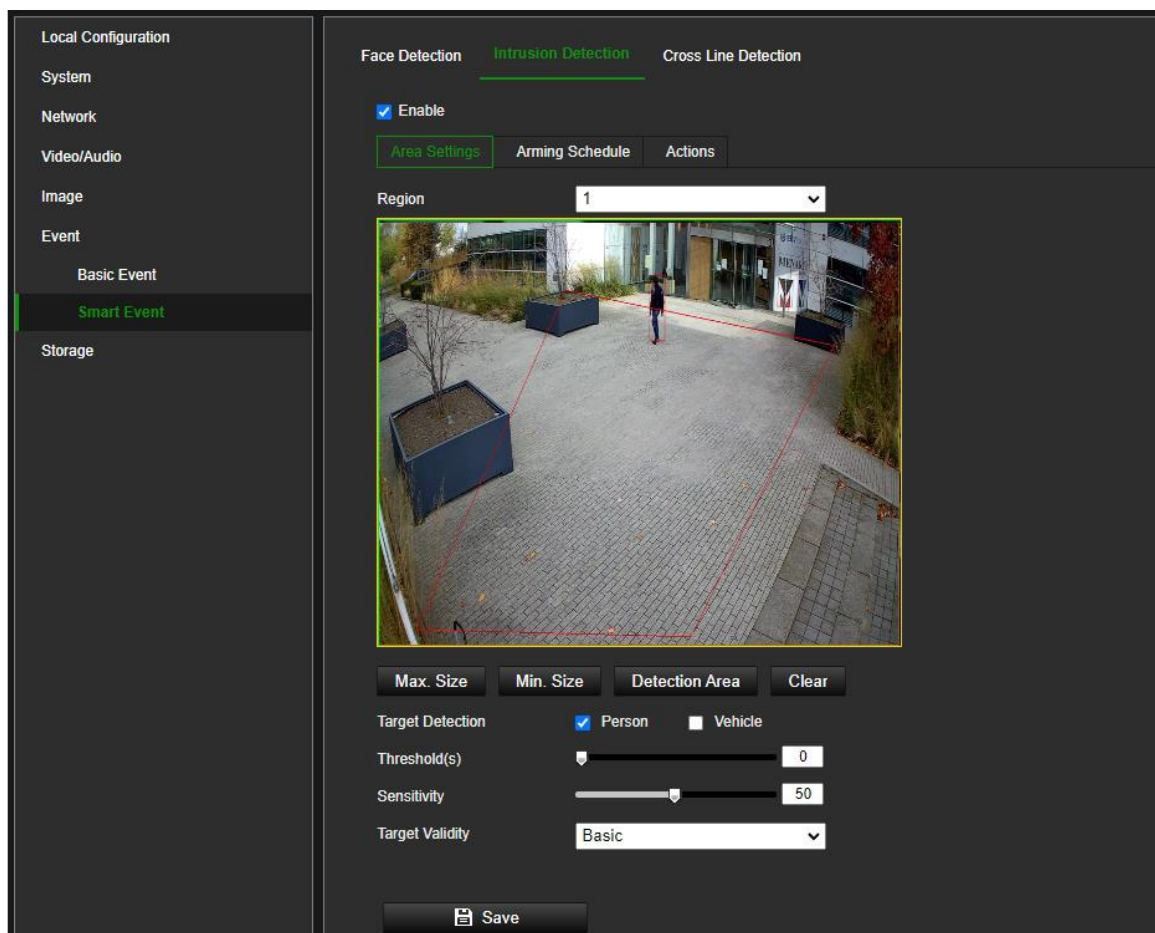 Local Configuration
System
Network
Video/Audio
Image
Event
Basic Event
Smart Event
Storage
Face Detection Intrusion Detection Cross Line Detection
Enable
Area Settings Arming Schedule Actions
Region 1
Max. Size Min. Size Detection Area Clear
Target Detection Person Vehicle
Threshold(s) 0
Sensitivity 50
Target Validity Basic
Save